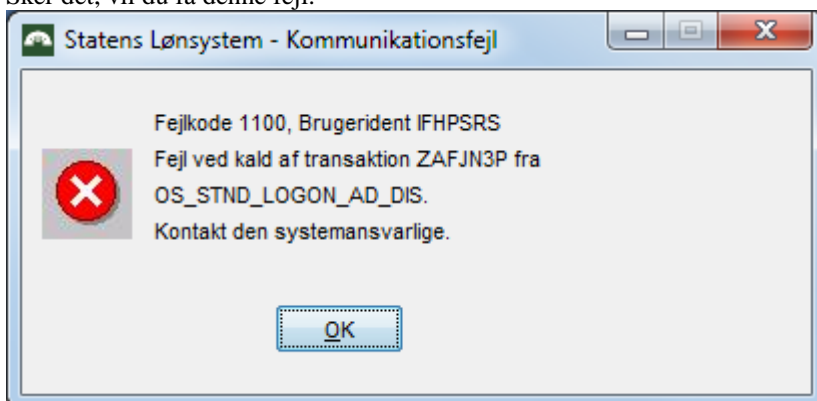 Sker det, vil du få denne fejl:
Statens Lønsystem - Kommunikationsfejl
Fejlkode 1100, Brugerident IFHPSRS
Fejl ved kald af transaktion ZAFJN3P fra
OS_STND_LOGON_AD_DIS.
Kontakt den systemansvarlige.
OK